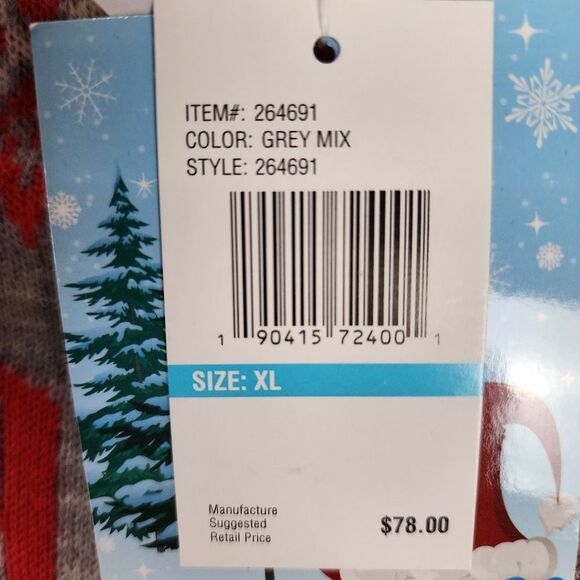 ITEM#: 264691
COLOR: GREY MIX
STYLE: 264691
1 90415 72400 1
SIZE: XL
Manufacture
Suggested
Retail Price
$78.00